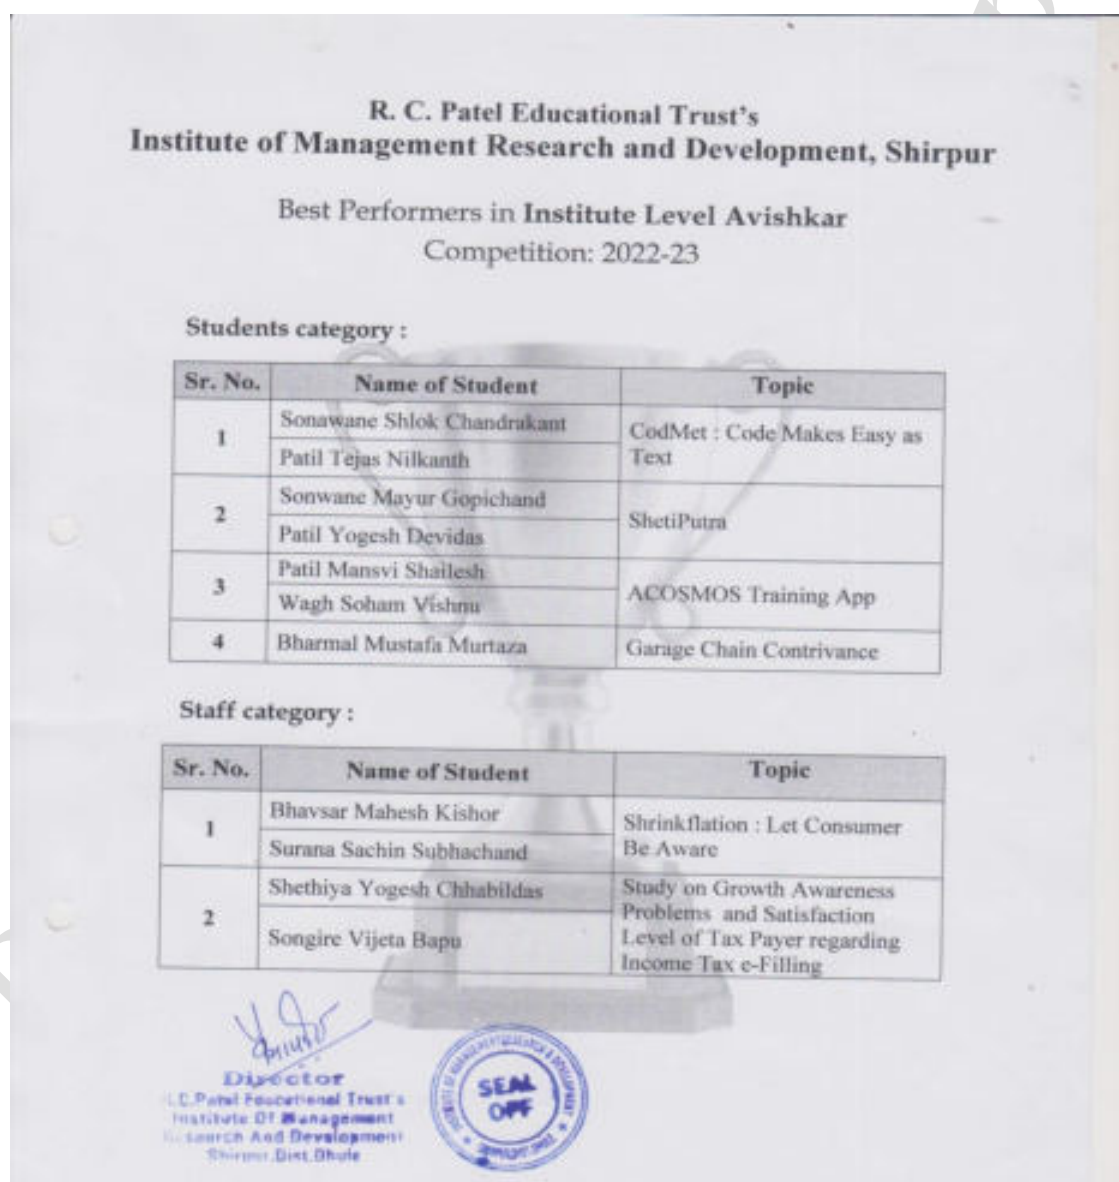 R. C. Patel Educational Trust's
Institute of Management Research and Development, Shirpur
Best Performers in Institute Level Avishkar
Competition: 2022-23
Students category :
Sr. No. Name of Student Topic
1 Sonawane Shlok Chandrakant CodMet : Code Makes Easy as
Patil Tejas Nilkanth Text
2 Sonwane Mayur Gopichand ShetiPutra
Patil Yogesh Devidas
3 Patil Mansvi Shailesh ACOSMOS Training App
Wagh Soham Vishnu
4 Bharmal Mustafa Murtaza Garage Chain Contrivance
Staff category :
Sr. No. Name of Student Topic
1 Bhavsar Mahesh Kishor Shrinkflation : Let Consumer
Surana Sachin Subhachand Be Aware
2 Shethiya Yogesh Chhabildas Study on Growth Awareness
Problems and Satisfaction
Songire Vijeta Bapu Level of Tax Payer regarding
Income Tax e-Filling
Director
Patel Trust's
Institute Of Management
And Development
Shirpur.Dist.Dhule
SEAL
OFF